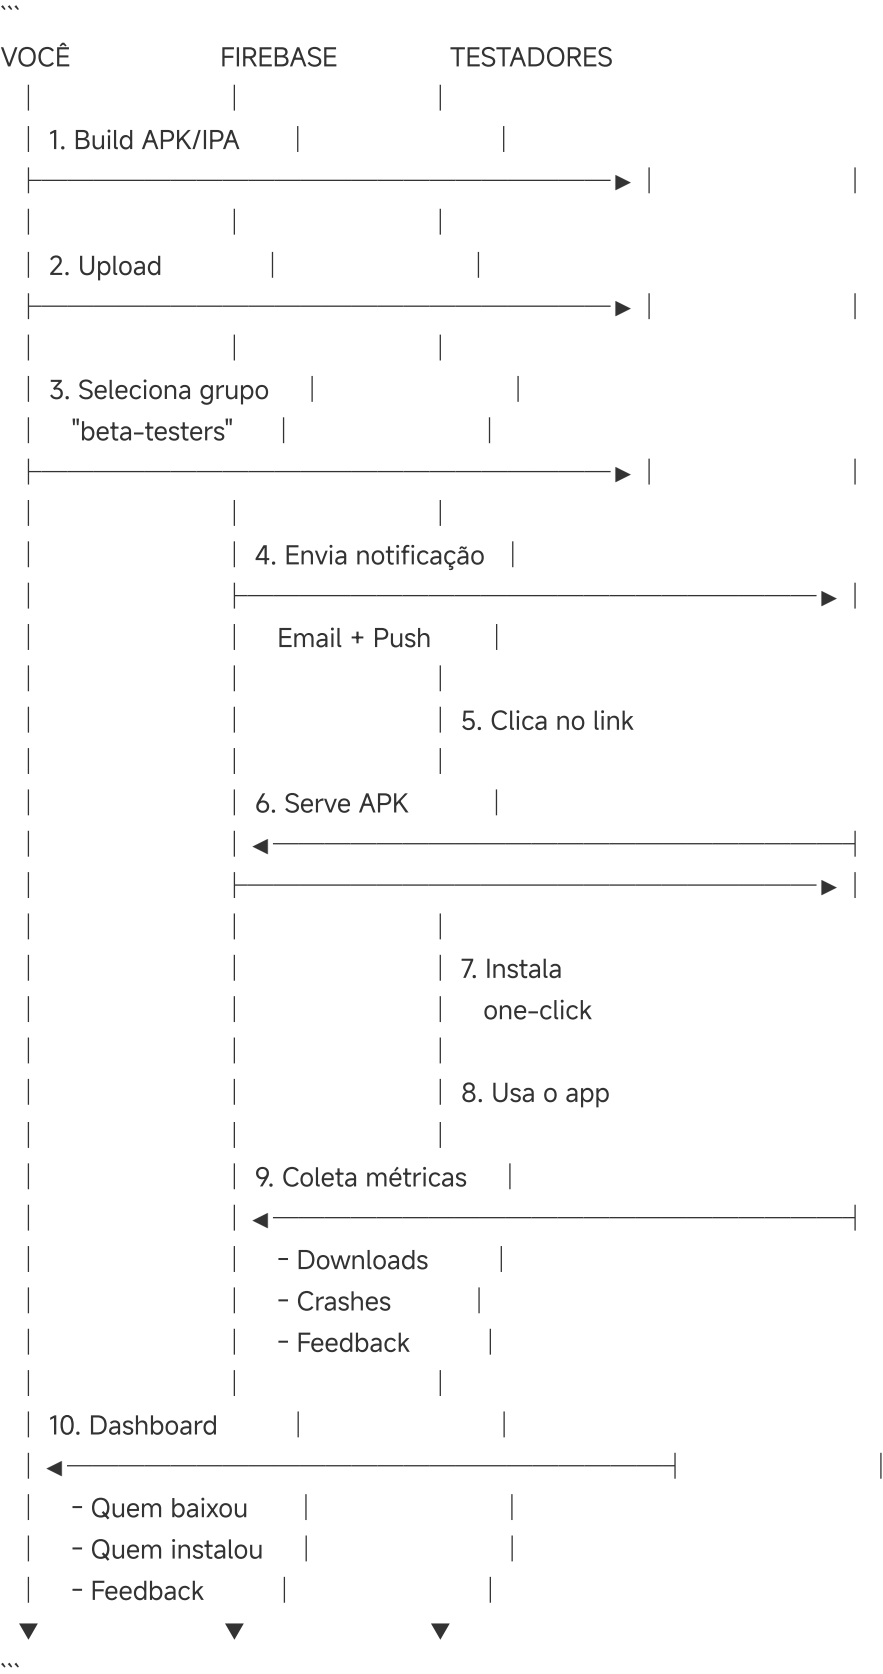 ```
VOCÊ                    FIREBASE                TESTADORES
  │                        │                        │
  │ 1. Build APK/IPA       │                        │
  ├───────────────────────► │                        │
  │                        │                        │
  │ 2. Upload              │                        │
  ├───────────────────────► │                        │
  │                        │                        │
  │ 3. Seleciona grupo     │                        │
  │    "beta-testers"      │                        │
  ├───────────────────────► │                        │
  │                        │                        │
  │                        │ 4. Envia notificação   │
  │                        ├───────────────────────► │
  │                        │    Email + Push        │
  │                        │                        │
  │                        │                        │ 5. Clica no link
  │                        │                        │
  │                        │ 6. Serve APK           │
  │                        │ ◄───────────────────────┤
  │                        ├───────────────────────► │
  │                        │                        │
  │                        │                        │ 7. Instala
  │                        │                        │    one-click
  │                        │                        │
  │                        │                        │ 8. Usa o app
  │                        │                        │
  │                        │ 9. Coleta métricas     │
  │                        │ ◄───────────────────────┤
  │                        │    - Downloads         │
  │                        │    - Crashes           │
  │                        │    - Feedback          │
  │                        │                        │
  │ 10. Dashboard          │                        │
  │ ◄───────────────────────┤                        │
  │    - Quem baixou       │                        │
  │    - Quem instalou     │                        │
  │    - Feedback          │                        │
  ▼                        ▼                        ▼
```